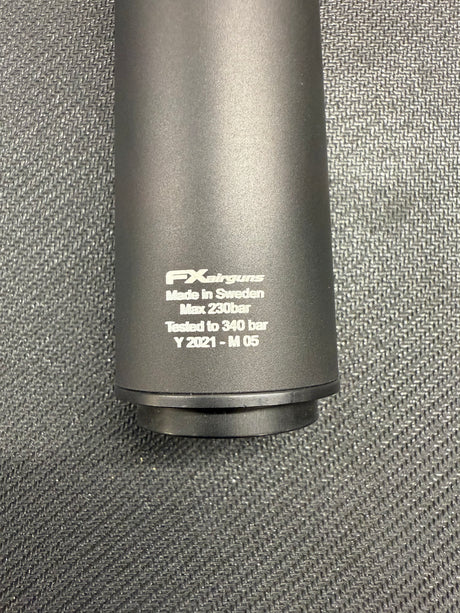 FXairguns
Made in Sweden
Max 230bar
Tested to 340 bar
Y 2021 - M 05